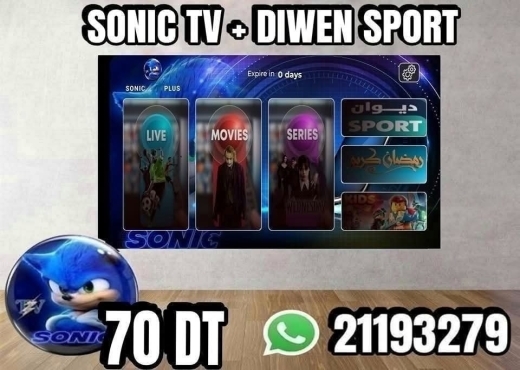 SONIC TV + DIWEN SPORT
Expire in 0 days
SONIC PLUS
LIVE
MOVIES
SERIES
ديوان
SPORT
رمضان كريم
KIDS
SONIC
SONIC
70 DT
21193279